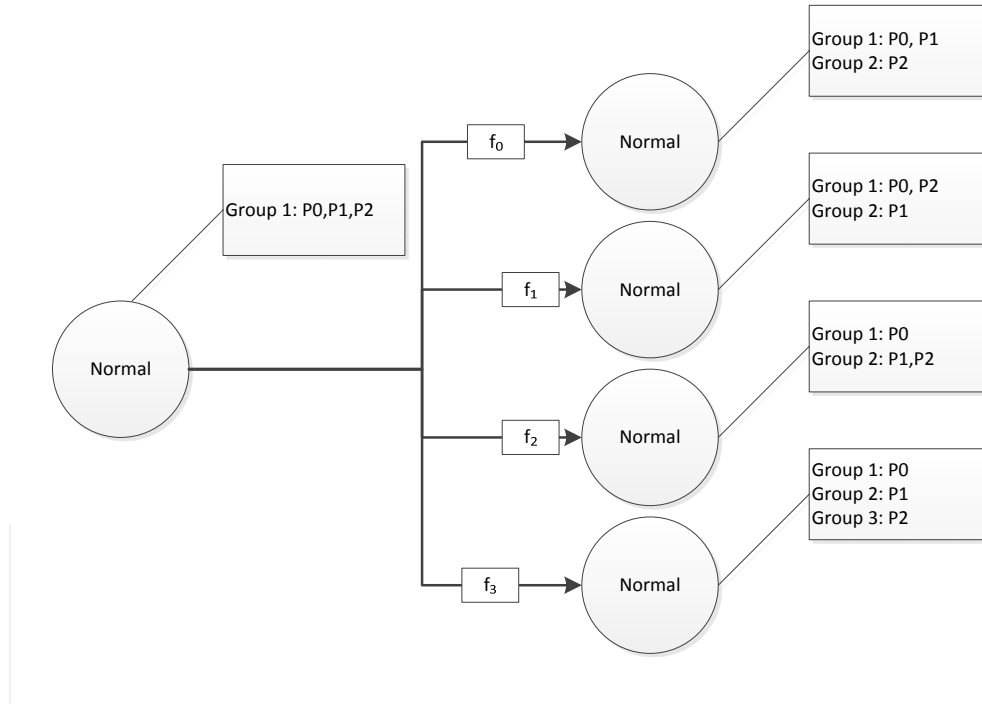 Group 1: P0, P1
Group 2: P2
f₀
Normal
Group 1: P0, P2
Group 2: P1
Group 1: P0,P1,P2
f₁
Normal
Group 1: P0
Group 2: P1,P2
Normal
f₂
Normal
Group 1: P0
Group 2: P1
Group 3: P2
f₃
Normal